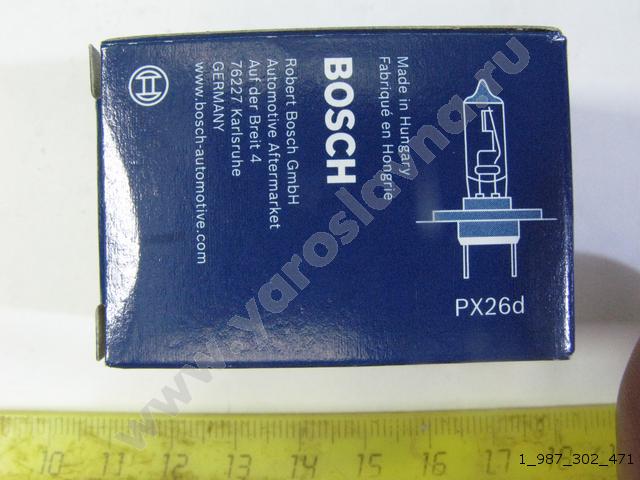 Made in Hungary
Fabriqué en Hongrie
BOSCH
Robert Bosch GmbH
Automotive Aftermarket
Auf der Breit 4
76227 Karlsruhe
GERMANY
www.bosch-automotive.com
PX26d
www.yaroslavna.ru
10 11 12 13 14 15 16 17 18
1_987_302_471